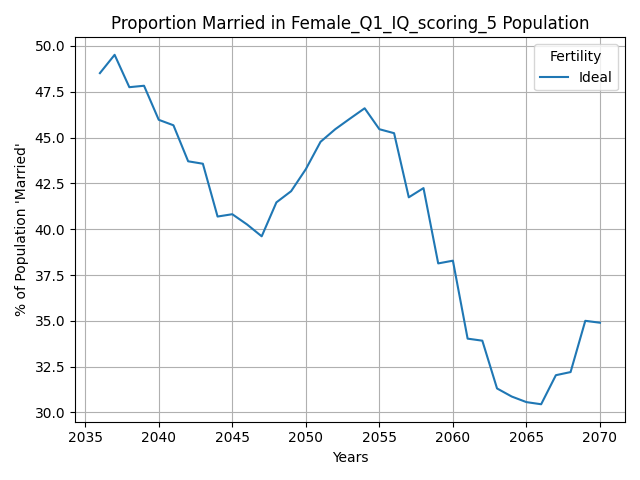 Proportion Married in Female_Q1_IQ_scoring_5 Population
Fertility
Ideal
% of Population 'Married'
50.0
47.5
45.0
42.5
40.0
37.5
35.0
32.5
30.0
2035 2040 2045 2050 2055 2060 2065 2070
Years